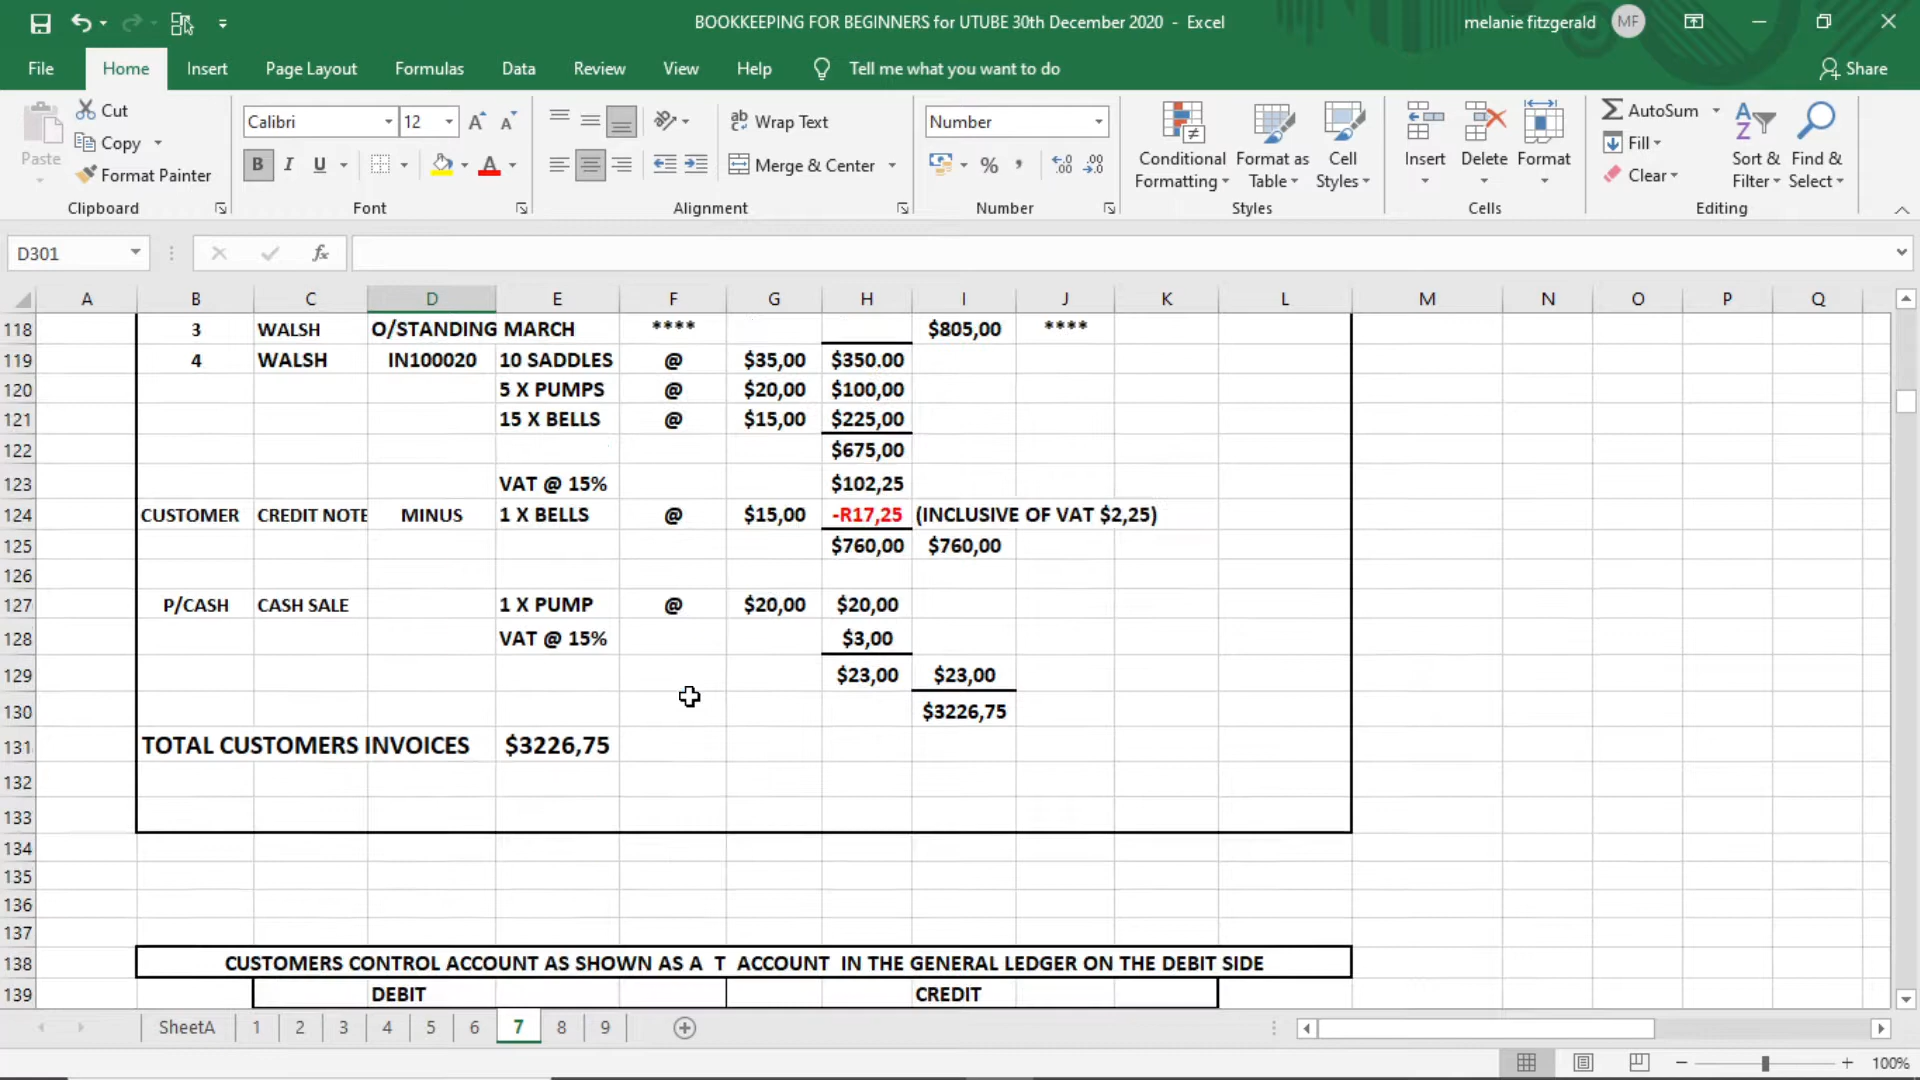 BOOKKEEPING FOR BEGINNERS for UTUBE 30th December 2020 - Excel
melanie fitzgerald MF
File Home Insert Page Layout Formulas Data Review View Help Tell me what you want to do Share
Paste
Cut
Copy
Format Painter
Calibri 12
B I U A
Wrap Text
Merge & Center
Number
%
Conditional Formatting
Format as Table
Cell Styles
Insert
Delete
Format
AutoSum
Fill
Clear
Sort & Filter
Find & Select
Clipboard Font Alignment Number Styles Cells Editing
D301 fx
A B C D E F G H I J K L M N O P Q
118 3 WALSH O/STANDING MARCH **** $805,00 ****
119 4 WALSH IN100020 10 SADDLES @ $35,00 $350.00
120 5 X PUMPS @ $20,00 $100,00
121 15 X BELLS @ $15,00 $225,00
122 $675,00
123 VAT @ 15% $102,25
124 CUSTOMER CREDIT NOTE MINUS 1 X BELLS @ $15,00 -R17,25 (INCLUSIVE OF VAT $2,25)
125 $760,00 $760,00
126
127 P/CASH CASH SALE 1 X PUMP @ $20,00 $20,00
128 VAT @ 15% $3,00
129 $23,00 $23,00
130 $3226,75
131 TOTAL CUSTOMERS INVOICES $3226,75
132
133
134
135
136
137
138 CUSTOMERS CONTROL ACCOUNT AS SHOWN AS A T ACCOUNT IN THE GENERAL LEDGER ON THE DEBIT SIDE
139 DEBIT CREDIT
SheetA 1 2 3 4 5 6 7 8 9
100%